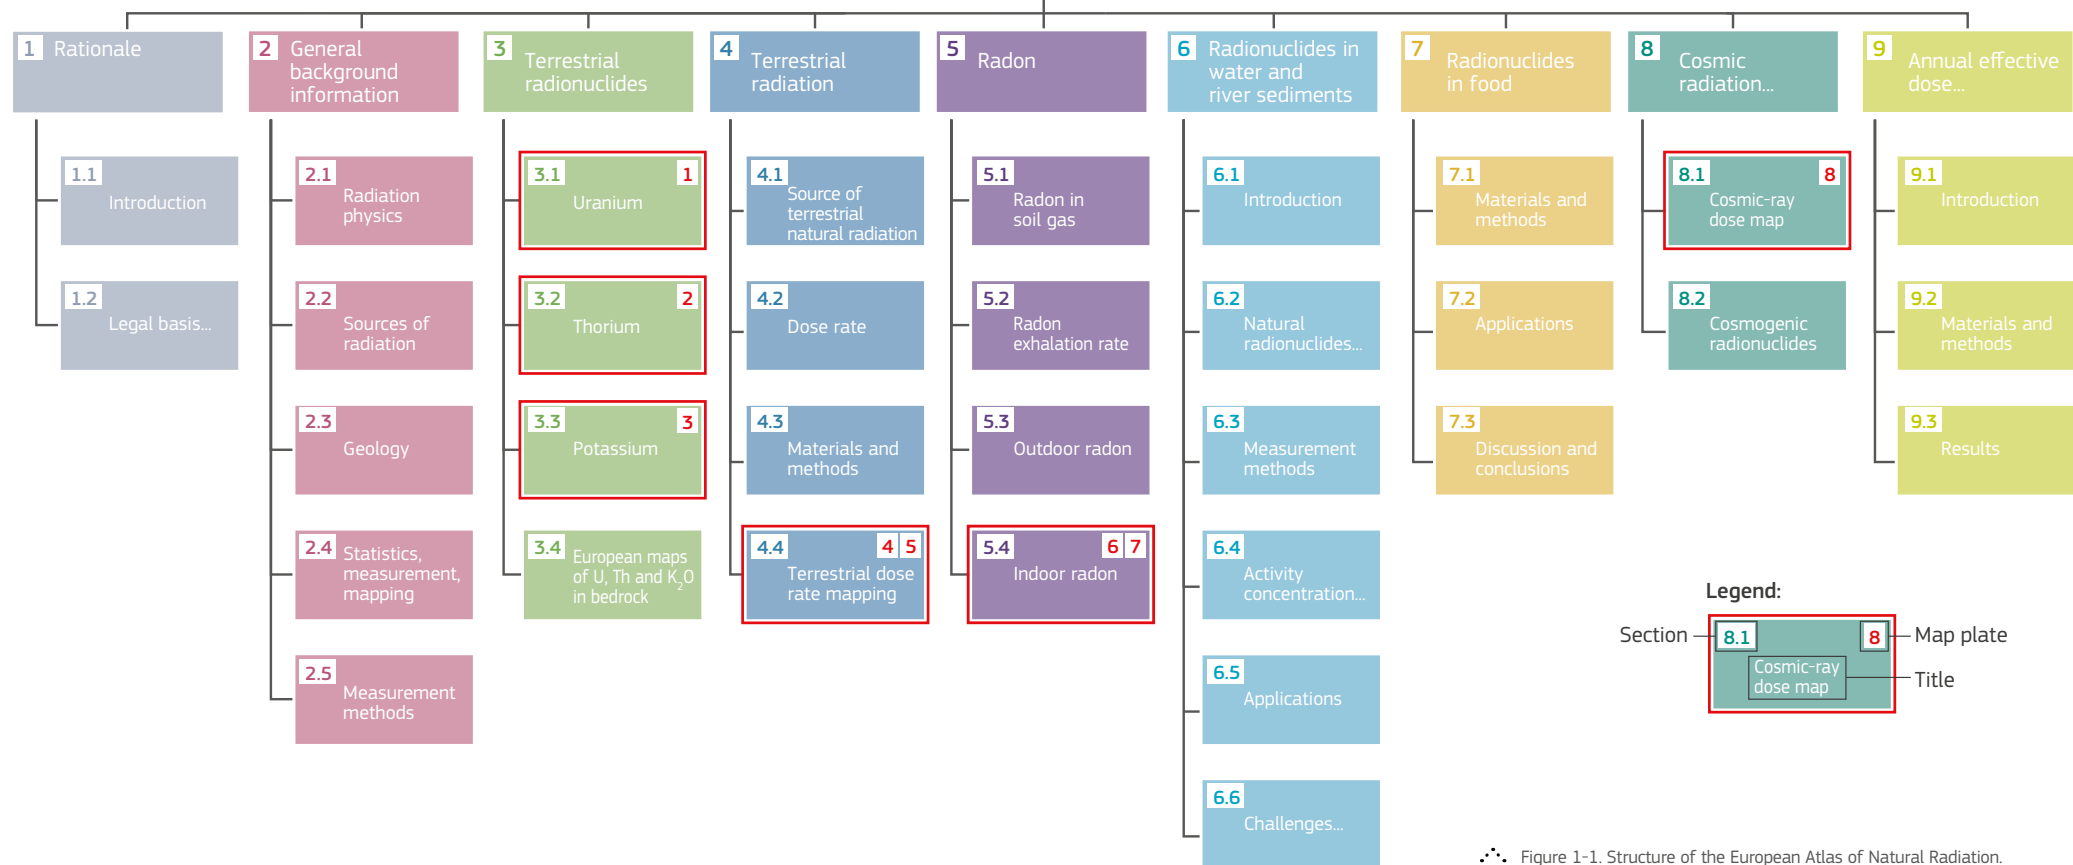 1 Rationale
1.1
Introduction
1.2
Legal basis...
2 General
background
information
2.1
Radiation
physics
2.2
Sources of
radiation
2.3
Geology
2.4
Statistics,
measurement,
mapping
2.5
Measurement
methods
3 Terrestrial
radionuclides
3.1 1
Uranium
3.2 2
Thorium
3.3 3
Potassium
3.4
European maps
of U, Th and K₂O
in bedrock
4 Terrestrial
radiation
4.1
Source of
terrestrial
natural radiation
4.2
Dose rate
4.3
Materials and
methods
4.4 4 5
Terrestrial dose
rate mapping
5 Radon
5.1
Radon in
soil gas
5.2
Radon
exhalation rate
5.3
Outdoor radon
5.4 6 7
Indoor radon
6 Radionuclides in
water and
river sediments
6.1
Introduction
6.2
Natural
radionuclides...
6.3
Measurement
methods
6.4
Activity
concentration...
6.5
Applications
6.6
Challenges...
7 Radionuclides
in food
7.1
Materials and
methods
7.2
Applications
7.3
Discussion and
conclusions
8 Cosmic
radiation...
8.1 8
Cosmic-ray
dose map
8.2
Cosmogenic
radionuclides
9 Annual effective
dose...
9.1
Introduction
9.2
Materials and
methods
9.3
Results
Legend:
Section 8.1 8 Map plate
Cosmic-ray
dose map
Title
Figure 1-1. Structure of the European Atlas of Natural Radiation.